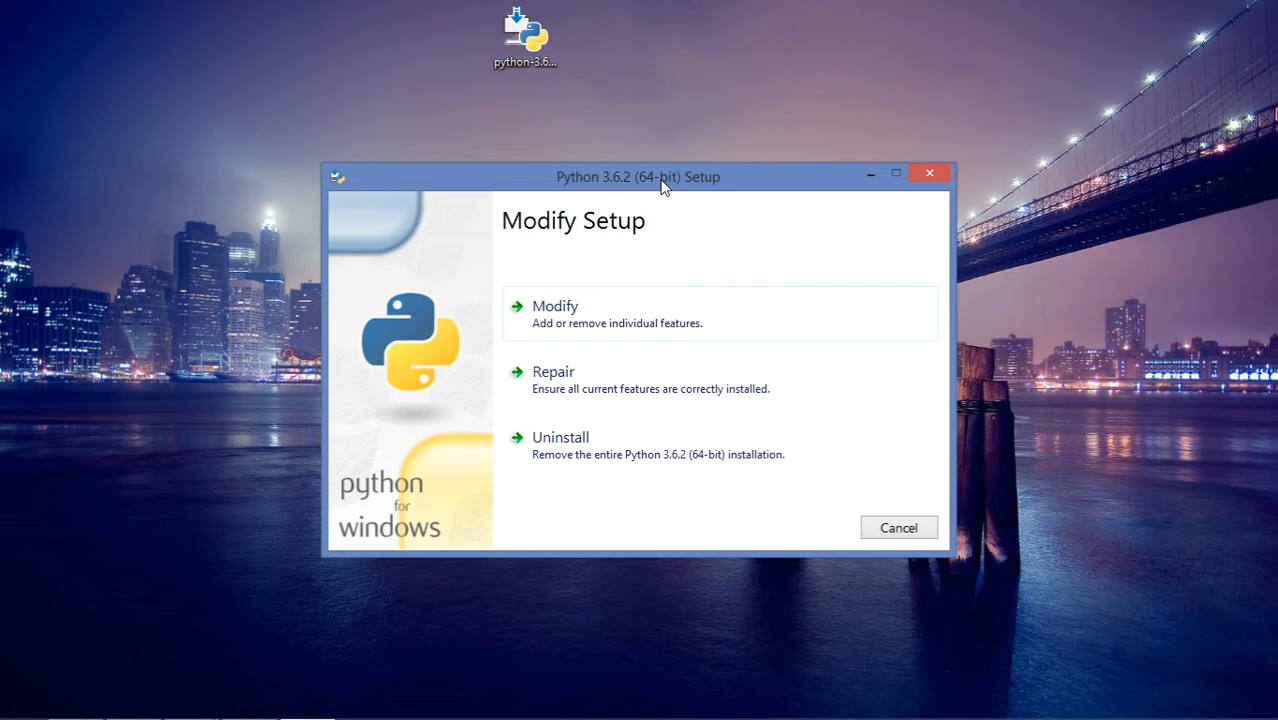 python-3.6...
Python 3.6.2 (64-bit) Setup
Modify Setup
Modify
Add or remove individual features.
Repair
Ensure all current features are correctly installed.
Uninstall
Remove the entire Python 3.6.2 (64-bit) installation.
python
for
windows
Cancel